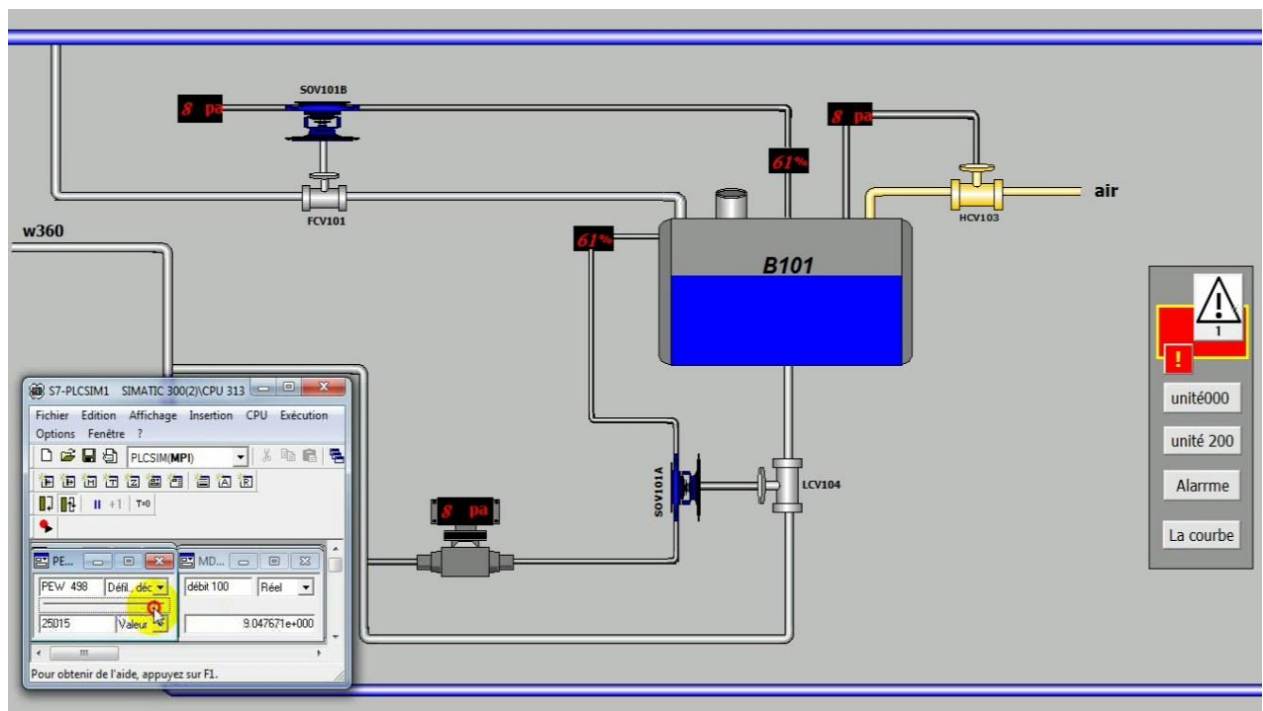 SOV101B
8 pa
8 pa
61%
FCV101
air
HCV103
w360
61%
B101
1
!
S7-PLCSIM1 SIMATIC 300(2)\CPU 313
Fichier Edition Affichage Insertion CPU Exécution
Options Fenêtre ?
PLCSIM(MPI)
+1 T=0
PE... MD...
PEW 498 Défil., déc débit 100 Réel
25015 Valeur 9.047671e+000
Pour obtenir de l'aide, appuyez sur F1.
8 pa
SOV101A
LCV104
unité000
unité 200
Alarrme
La courbe